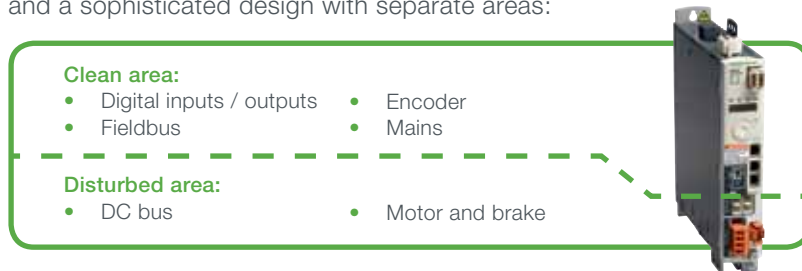 and a sophisticated design with separate areas:
Clean area:
• Digital inputs / outputs
• Fieldbus
• Encoder
• Mains
Disturbed area:
• DC bus
• Motor and brake